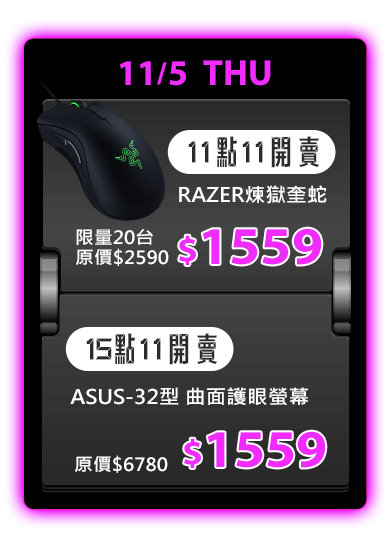 11/5 THU
11點11開賣
RAZER煉獄奎蛇
限量20台
原價$2590 $1559
15點11開賣
ASUS-32型 曲面護眼螢幕
原價$6780 $1559